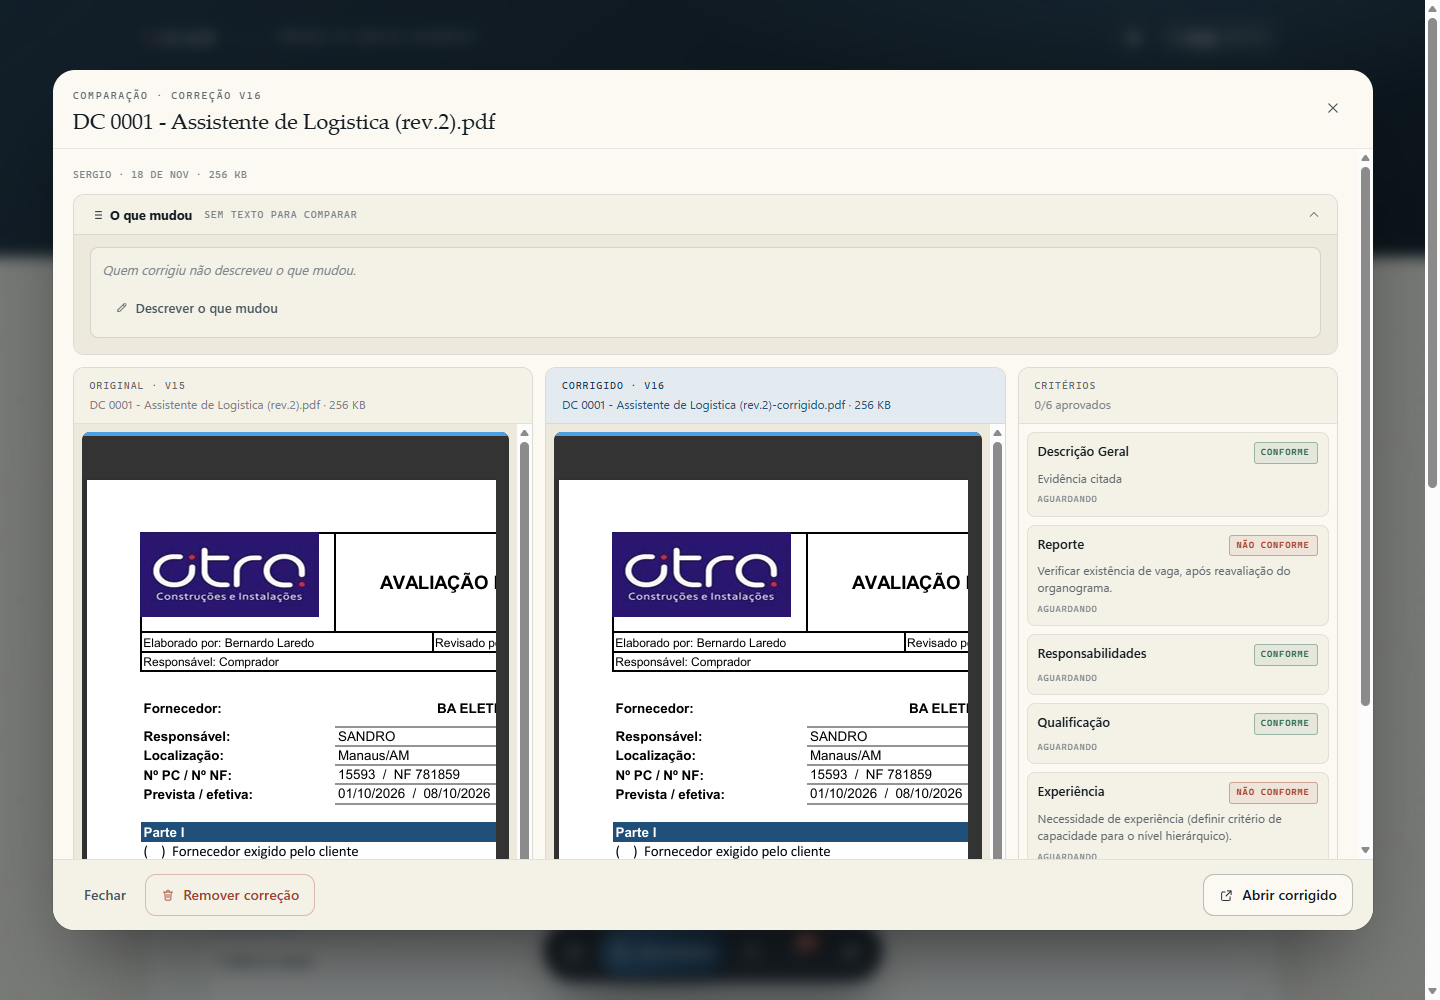 COMPARAÇÃO · CORREÇÃO V16
DC 0001 - Assistente de Logistica (rev.2).pdf
SERGIO · 18 DE NOV · 256 KB
O que mudou SEM TEXTO PARA COMPARAR
Quem corrigiu não descreveu o que mudou.
Descrever o que mudou
ORIGINAL · V15
DC 0001 - Assistente de Logistica (rev.2).pdf · 256 KB
citra
Construções e Instalações
AVALIAÇÃO
Elaborado por: Bernardo Laredo
Revisado
Responsável: Comprador
Fornecedor: BA
Responsável: SANDRO
Localização: Manaus/AM
Nº PC / Nº NF: 15593 / NF 781859
Prevista / efetiva: 01/10/2026 / 08/10/2026
Parte I
( ) Fornecedor exigido pelo cliente
CORRIGIDO · V16
DC 0001 - Assistente de Logistica (rev.2)-corrigido.pdf · 256 KB
citra
Construções e Instalações
AVALIAÇÃO
Elaborado por: Bernardo Laredo
Revisado
Responsável: Comprador
Fornecedor: BA
Responsável: SANDRO
Localização: Manaus/AM
Nº PC / Nº NF: 15593 / NF 781859
Prevista / efetiva: 01/10/2026 / 08/10/2026
Parte I
( ) Fornecedor exigido pelo cliente
CRITÉRIOS
0/6 aprovados
Descrição Geral CONFORME
Evidência citada
AGUARDANDO
Reporte NÃO CONFORME
Verificar existência de vaga, após reavaliação do
organograma.
AGUARDANDO
Responsabilidades CONFORME
AGUARDANDO
Qualificação CONFORME
AGUARDANDO
Experiência NÃO CONFORME
Necessidade de experiência (definir critério de
capacidade para o nível hierárquico).
AGUARDANDO
Fechar
Remover correção
Abrir corrigido